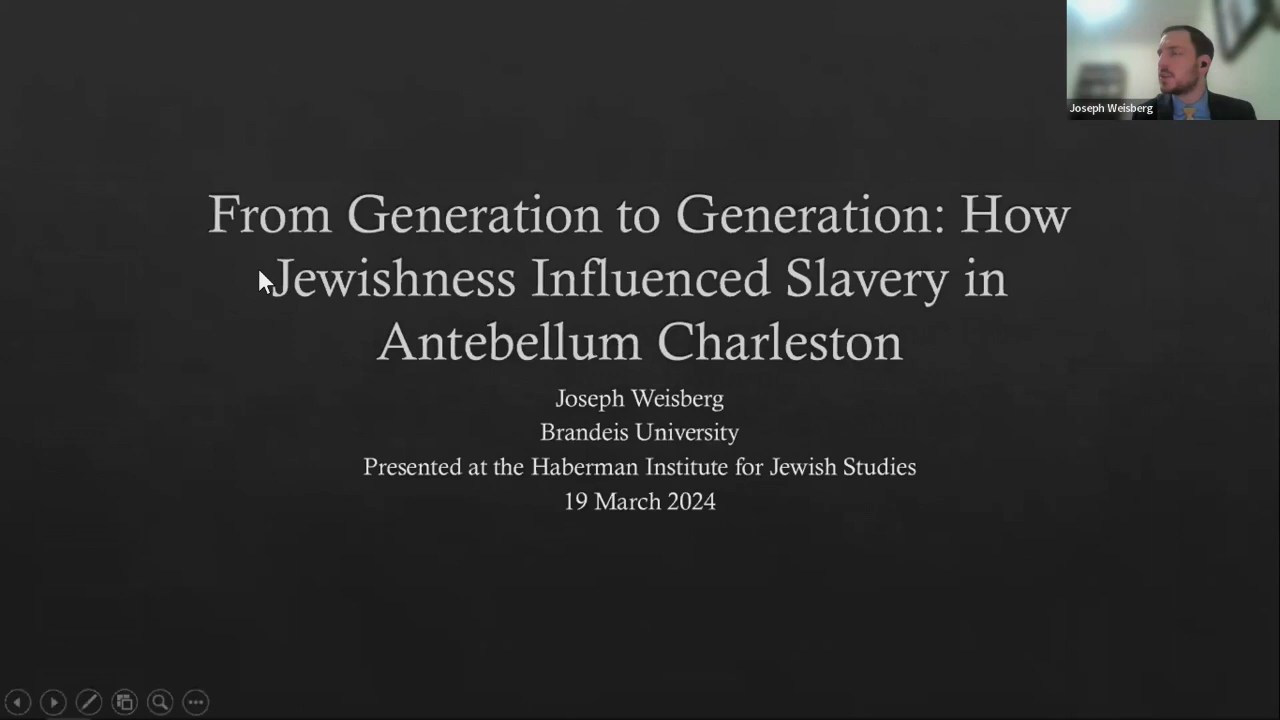 Joseph Weisberg
From Generation to Generation: How
Jewishness Influenced Slavery in
Antebellum Charleston
Joseph Weisberg
Brandeis University
Presented at the Haberman Institute for Jewish Studies
19 March 2024